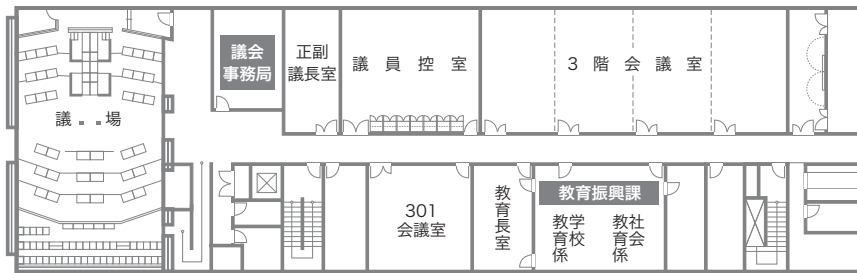 議会
事務局
正副
議長室
議員控室
3階会議室
議場
301
会議室
教育長室
教育振興課
学校
教育係
社会
教育係